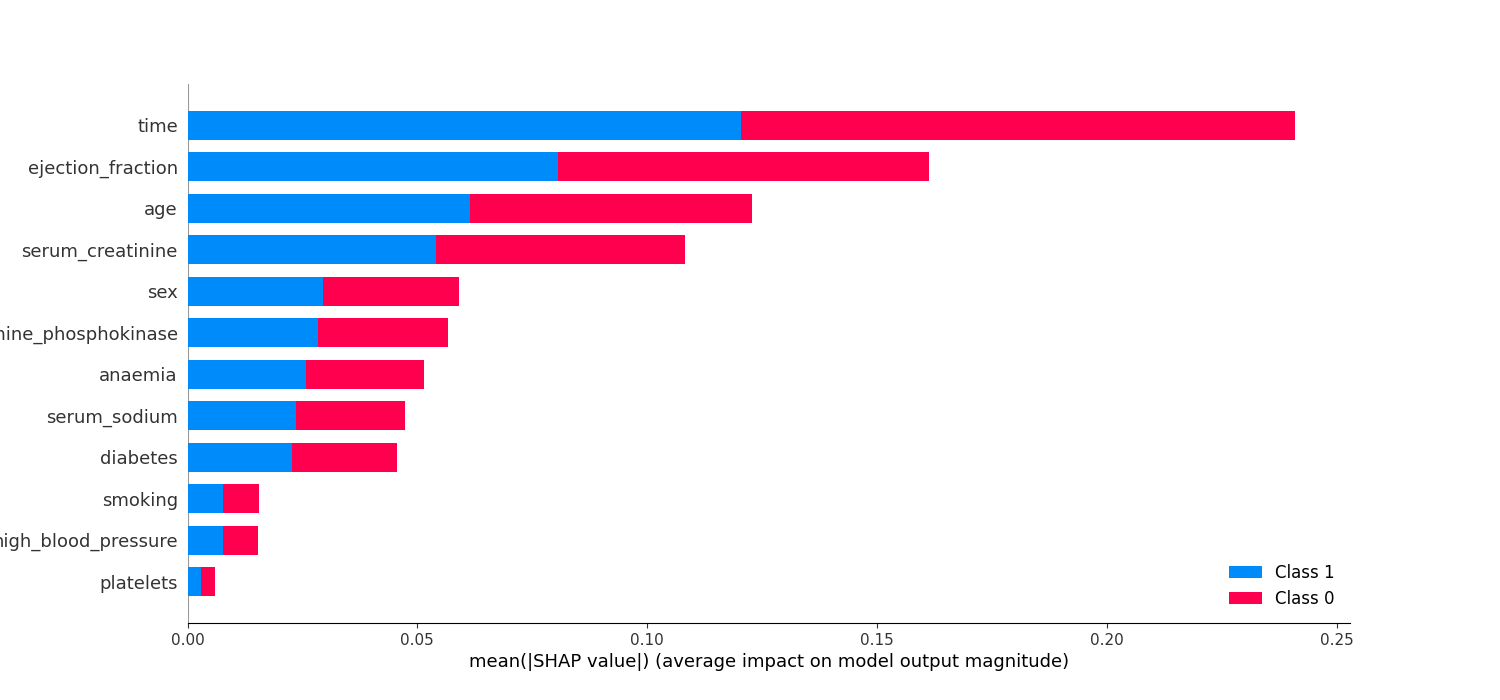 time
ejection_fraction
age
serum_creatinine
sex
nine_phosphokinase
anaemia
serum_sodium
diabetes
smoking
high_blood_pressure
platelets
Class 1
Class 0
0.00 0.05 0.10 0.15 0.20 0.25
mean(|SHAP value|) (average impact on model output magnitude)